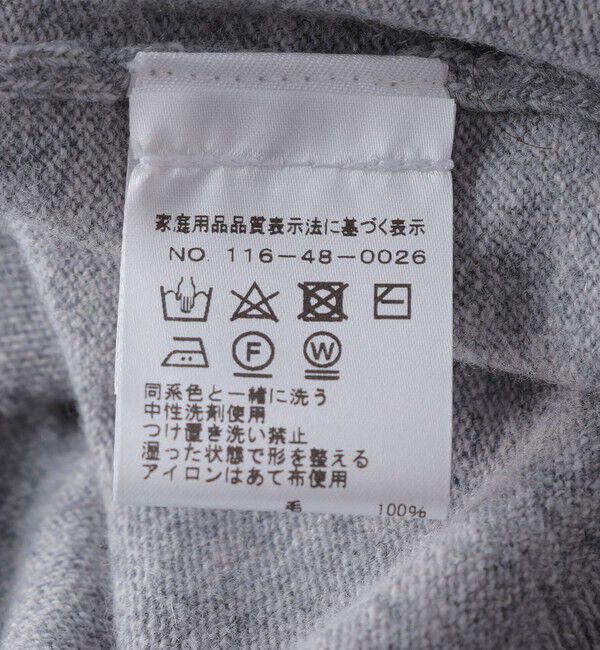 家庭用品品質表示法に基づく表示
NO. 116-48-0026
F W
同系色と一緒に洗う
中性洗剤使用
つけ置き洗い禁止
湿った状態で形を整える
アイロンはあて布使用
毛 100%